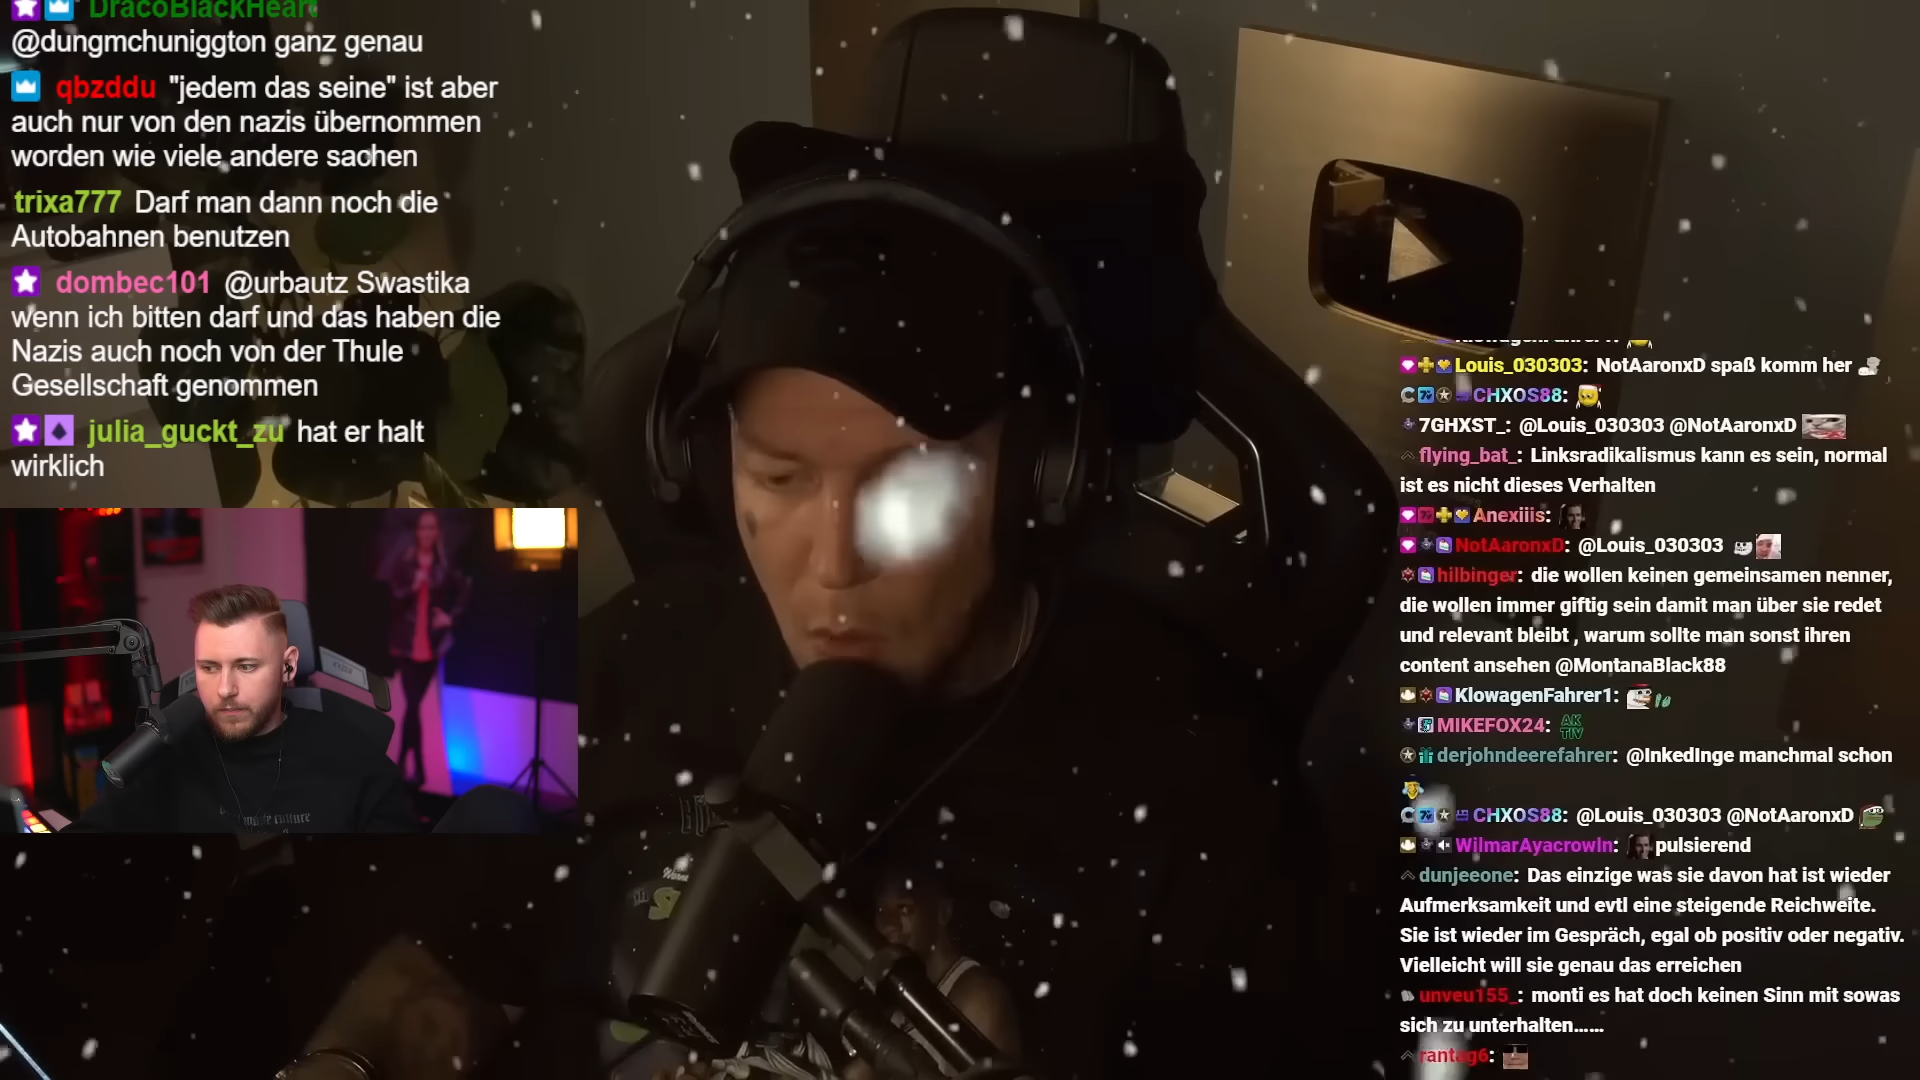 DracoBlackHeart
@dungmchuniggton ganz genau
qbzddu "jedem das seine" ist aber
auch nur von den nazis übernommen
worden wie viele andere sachen
trixa777 Darf man dann noch die
Autobahnen benutzen
dombec101 @urbautz Swastika
wenn ich bitten darf und das haben die
Nazis auch noch von der Thule
Gesellschaft genommen
julia_guckt_zu hat er halt
wirklich
Louis_030303: NotAaronxD spaß komm her
CHXOS88:
7GHXST_: @Louis_030303 @NotAaronxD
flying_bat_: Linksradikalismus kann es sein, normal
ist es nicht dieses Verhalten
Anexiiis:
NotAaronxD: @Louis_030303
hilbinger: die wollen keinen gemeinsamen nenner,
die wollen immer giftig sein damit man über sie redet
und relevant bleibt , warum sollte man sonst ihren
content ansehen @MontanaBlack88
KlowagenFahrer1:
MIKEFOX24: AKTIV
derjohndeerefahrer: @InkedInge manchmal schon
CHXOS88: @Louis_030303 @NotAaronxD
WilmarAyacrowIn: pulsierend
dunjeeone: Das einzige was sie davon hat ist wieder
Aufmerksamkeit und evtl eine steigende Reichweite.
Sie ist wieder im Gespräch, egal ob positiv oder negativ.
Vielleicht will sie genau das erreichen
unveu155_: monti es hat doch keinen Sinn mit sowas
sich zu unterhalten......
rantag6: